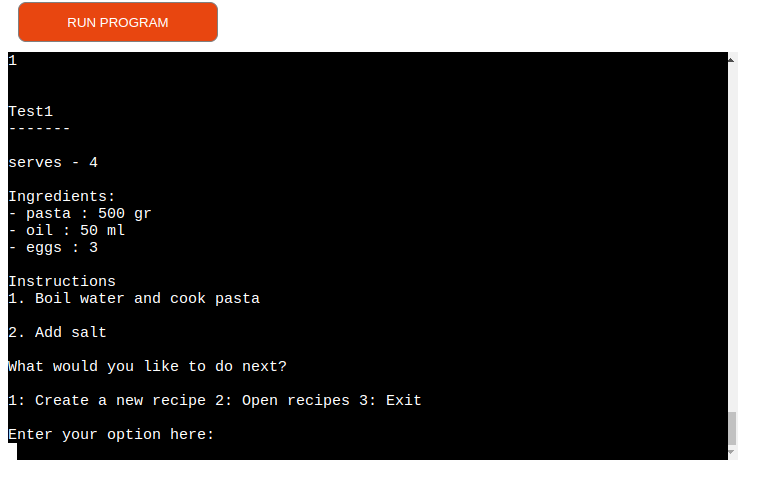 RUN PROGRAM
1
Test1
-------
serves - 4
Ingredients:
- pasta : 500 gr
- oil : 50 ml
- eggs : 3
Instructions
1. Boil water and cook pasta
2. Add salt
What would you like to do next?
1: Create a new recipe 2: Open recipes 3: Exit
Enter your option here: